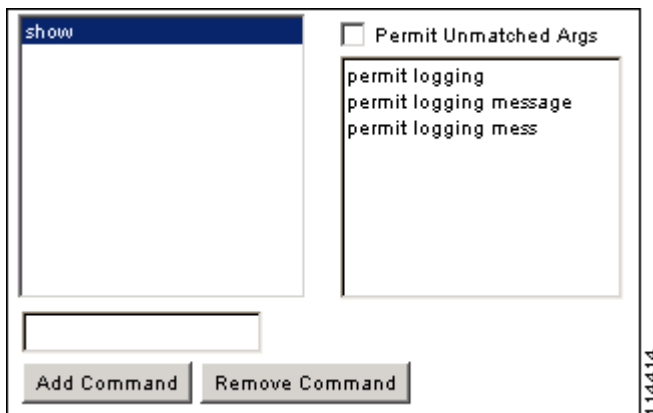 show
Permit Unmatched Args
permit logging
permit logging message
permit logging mess
Add Command
Remove Command
114414